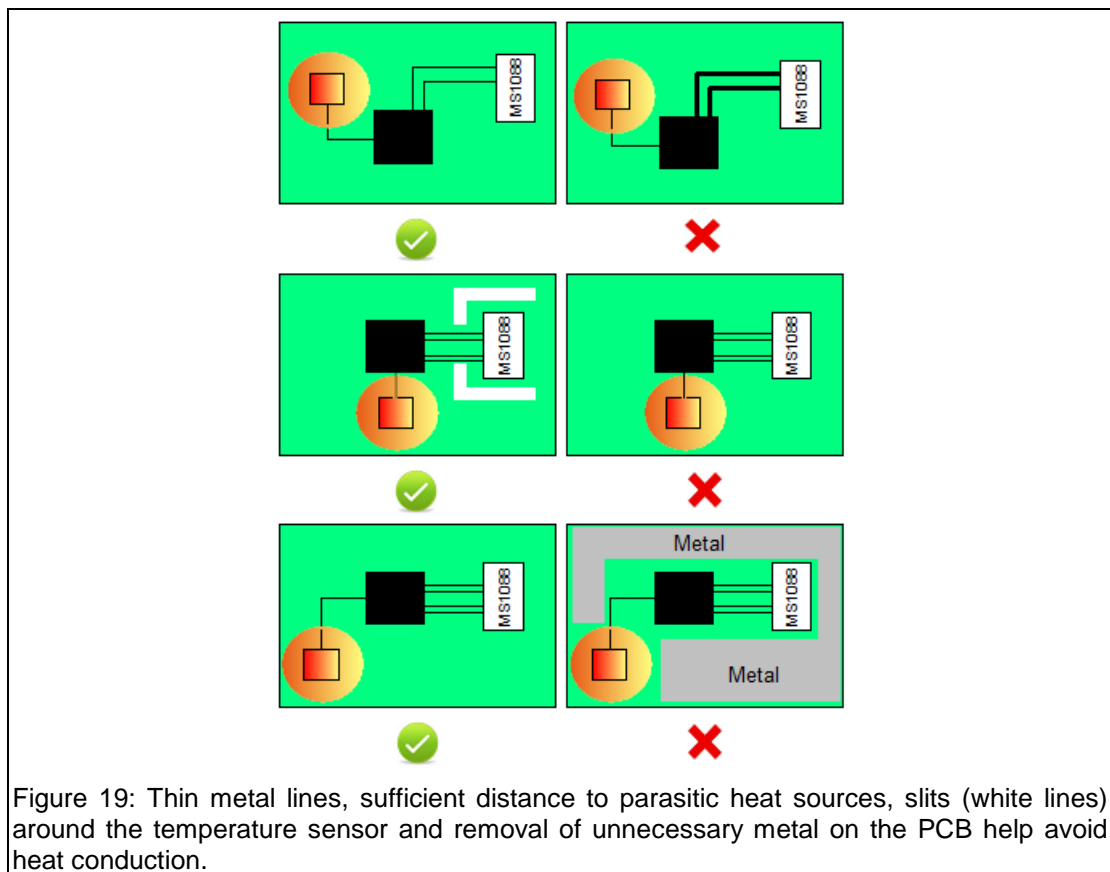 MS1088
MS1088
MS1088
MS1088
Metal
MS1088
MS1088
Metal
Figure 19: Thin metal lines, sufficient distance to parasitic heat sources, slits (white lines)
around the temperature sensor and removal of unnecessary metal on the PCB help avoid
heat conduction.